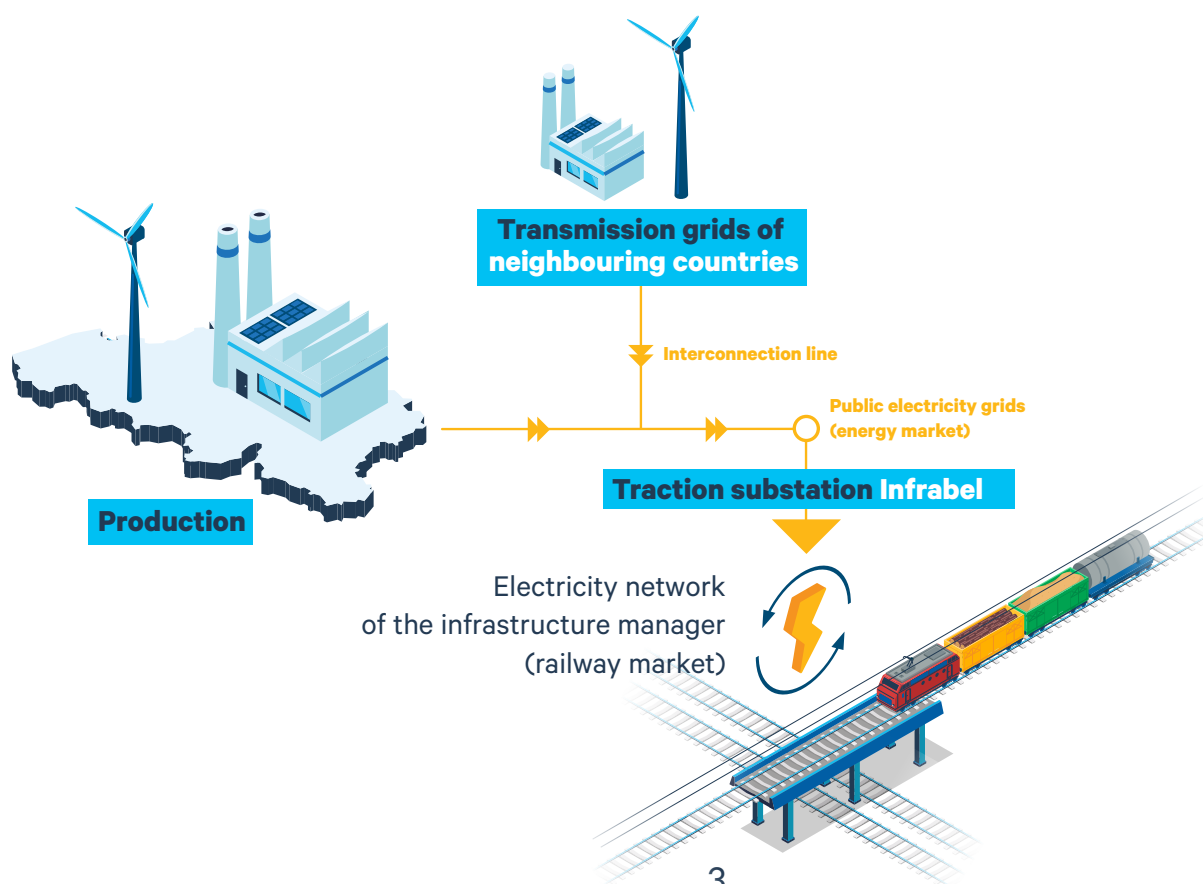 Transmission grids of
neighbouring countries
Interconnection line
Public electricity grids
(energy market)
Traction substation Infrabel
Production
Electricity network
of the infrastructure manager
(railway market)
3